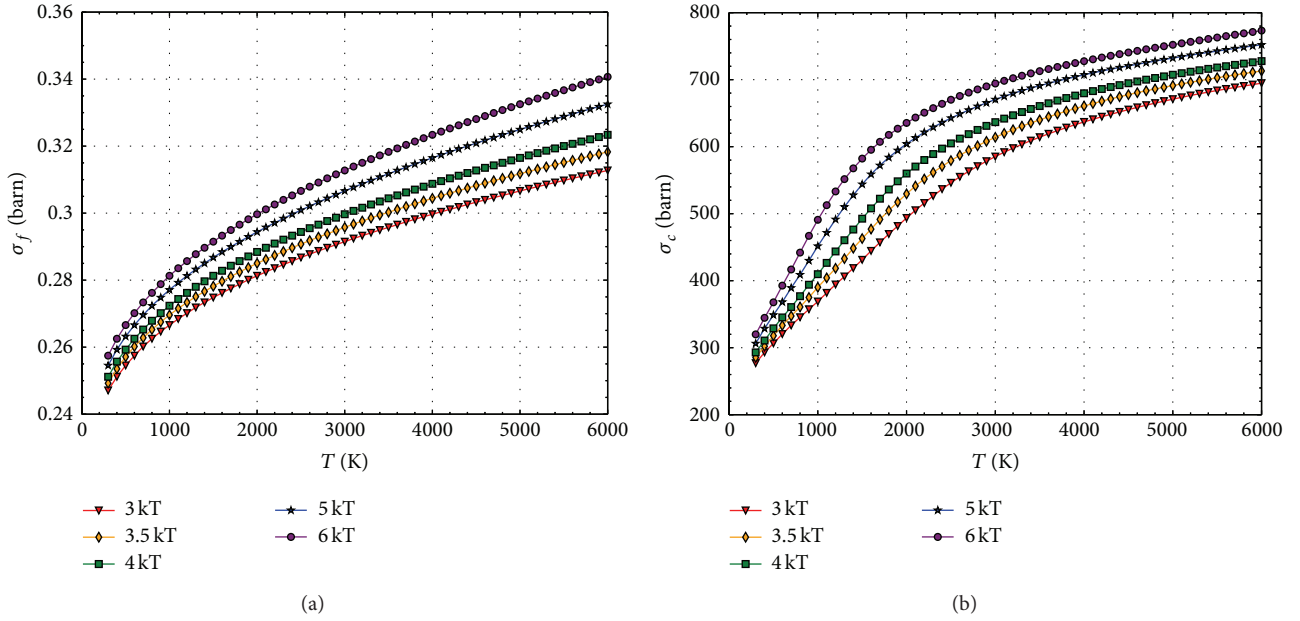 0.36
0.34
0.32
0.3
0.28
0.26
0.24
σf (barn)
0 1000 2000 3000 4000 5000 6000
T (K)
3 kT
3.5 kT
4 kT
5 kT
6 kT
(a)
800
700
600
500
400
300
200
σc (barn)
0 1000 2000 3000 4000 5000 6000
T (K)
3 kT
3.5 kT
4 kT
5 kT
6 kT
(b)